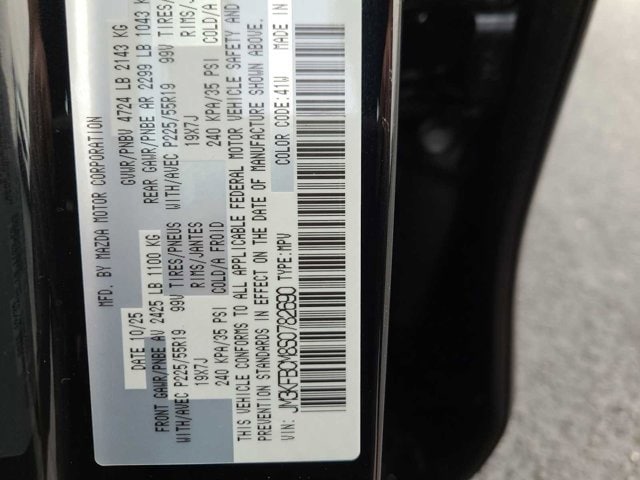 MFD. BY MAZDA MOTOR CORPORATION
DATE 10/25 GVWR/PNBV 4724 LB 2143 KG
FRONT GAWR/PNBE AV 2425 LB 1100 KG REAR GAWR/PNBE AR 2299 LB 1043 K
WITH/AVEC P225/55R19 99V TIRES/PNEUS WITH/AVEC P225/55R19 99V TIRES/
19X7J RIMS/JANTES 19X7J RIMS/JANT
240 KPA/35 PSI COLD/A FROID 240 KPA/35 PSI COLD/A
THIS VEHICLE CONFORMS TO ALL APPLICABLE FEDERAL MOTOR VEHICLE SAFETY AND
PREVENTION STANDARDS IN EFFECT ON THE DATE OF MANUFACTURE SHOWN ABOVE.
VIN: TYPE:MPV COLOR CODE:41W MADE IN